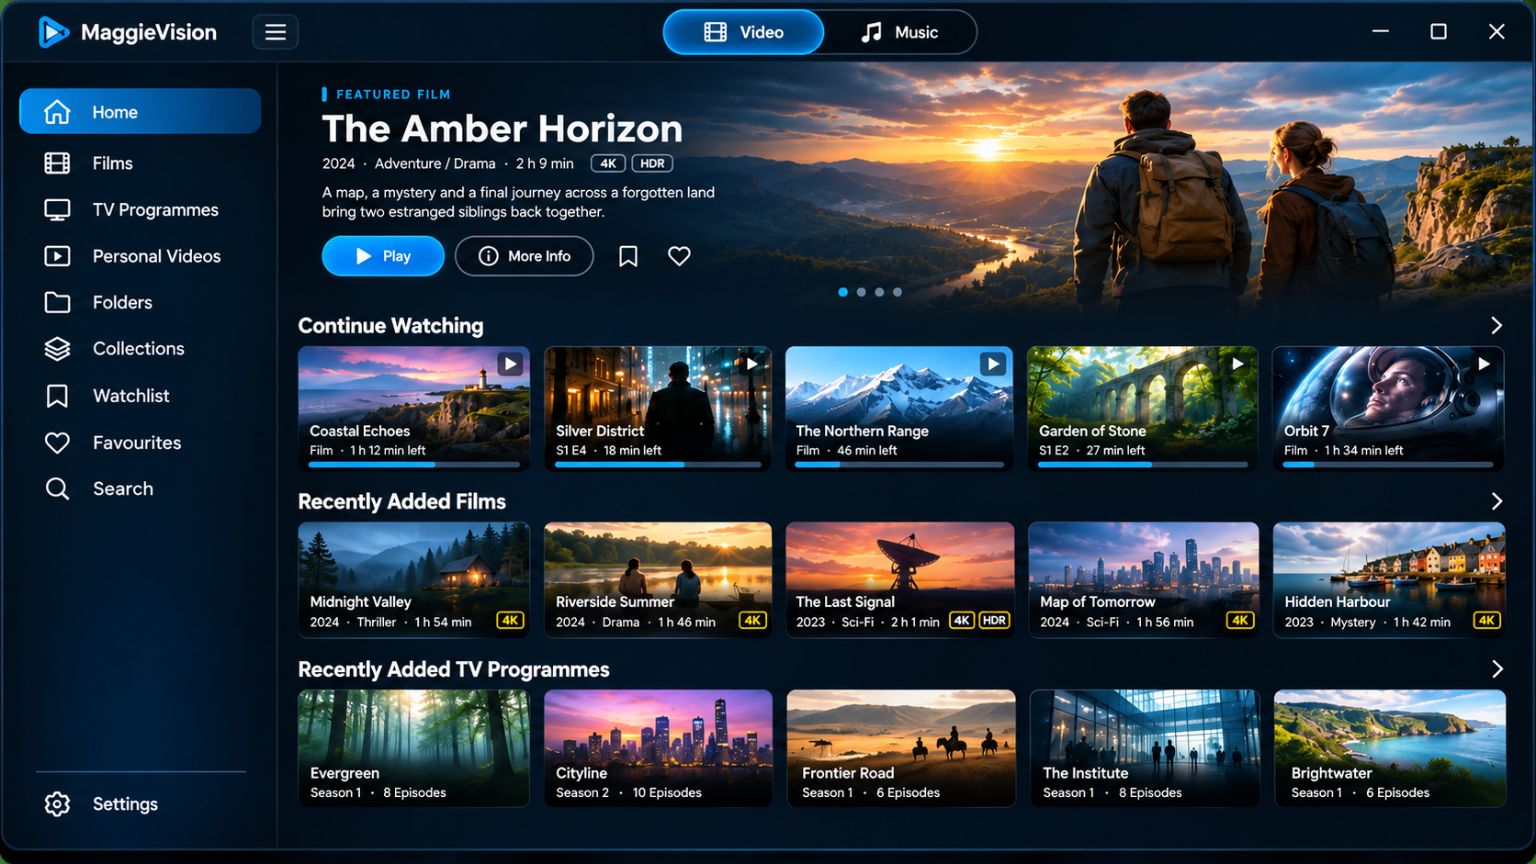 MaggieVision
Video
Music
Home
Films
TV Programmes
Personal Videos
Folders
Collections
Watchlist
Favourites
Search
Settings
FEATURED FILM
The Amber Horizon
2024 · Adventure / Drama · 2 h 9 min 4K HDR
A map, a mystery and a final journey across a forgotten land
bring two estranged siblings back together.
Play
More Info
Continue Watching
Coastal Echoes
Film · 1 h 12 min left
Silver District
S1 E4 · 18 min left
The Northern Range
Film · 46 min left
Garden of Stone
S1 E2 · 27 min left
Orbit 7
Film · 1 h 34 min left
Recently Added Films
Midnight Valley
2024 · Thriller · 1 h 54 min 4K
Riverside Summer
2024 · Drama · 1 h 46 min 4K
The Last Signal
2023 · Sci-Fi · 2 h 1 min 4K HDR
Map of Tomorrow
2024 · Sci-Fi · 1 h 56 min 4K
Hidden Harbour
2023 · Mystery · 1 h 42 min 4K
Recently Added TV Programmes
Evergreen
Season 1 · 8 Episodes
Cityline
Season 2 · 10 Episodes
Frontier Road
Season 1 · 6 Episodes
The Institute
Season 1 · 8 Episodes
Brightwater
Season 1 · 6 Episodes